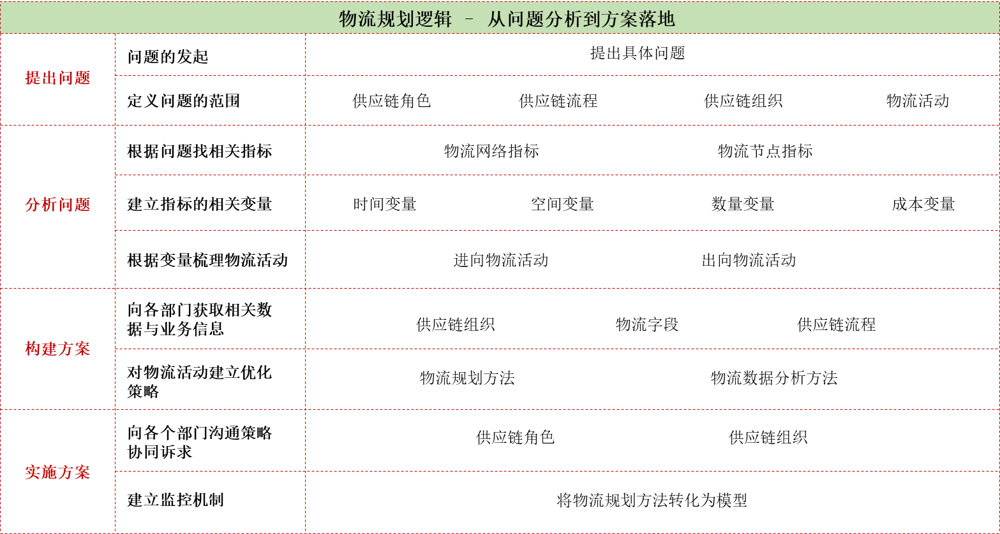 物流规划逻辑 - 从问题分析到方案落地
提出问题
问题的发起
提出具体问题
定义问题的范围
供应链角色 供应链流程 供应链组织 物流活动
分析问题
根据问题找相关指标
物流网络指标 物流节点指标
建立指标的相关变量
时间变量 空间变量 数量变量 成本变量
根据变量梳理物流活动
进向物流活动 出向物流活动
构建方案
向各部门获取相关数
据与业务信息
供应链组织 物流字段 供应链流程
对物流活动建立优化
策略
物流规划方法 物流数据分析方法
实施方案
向各个部门沟通策略
协同诉求
供应链角色 供应链组织
建立监控机制
将物流规划方法转化为模型